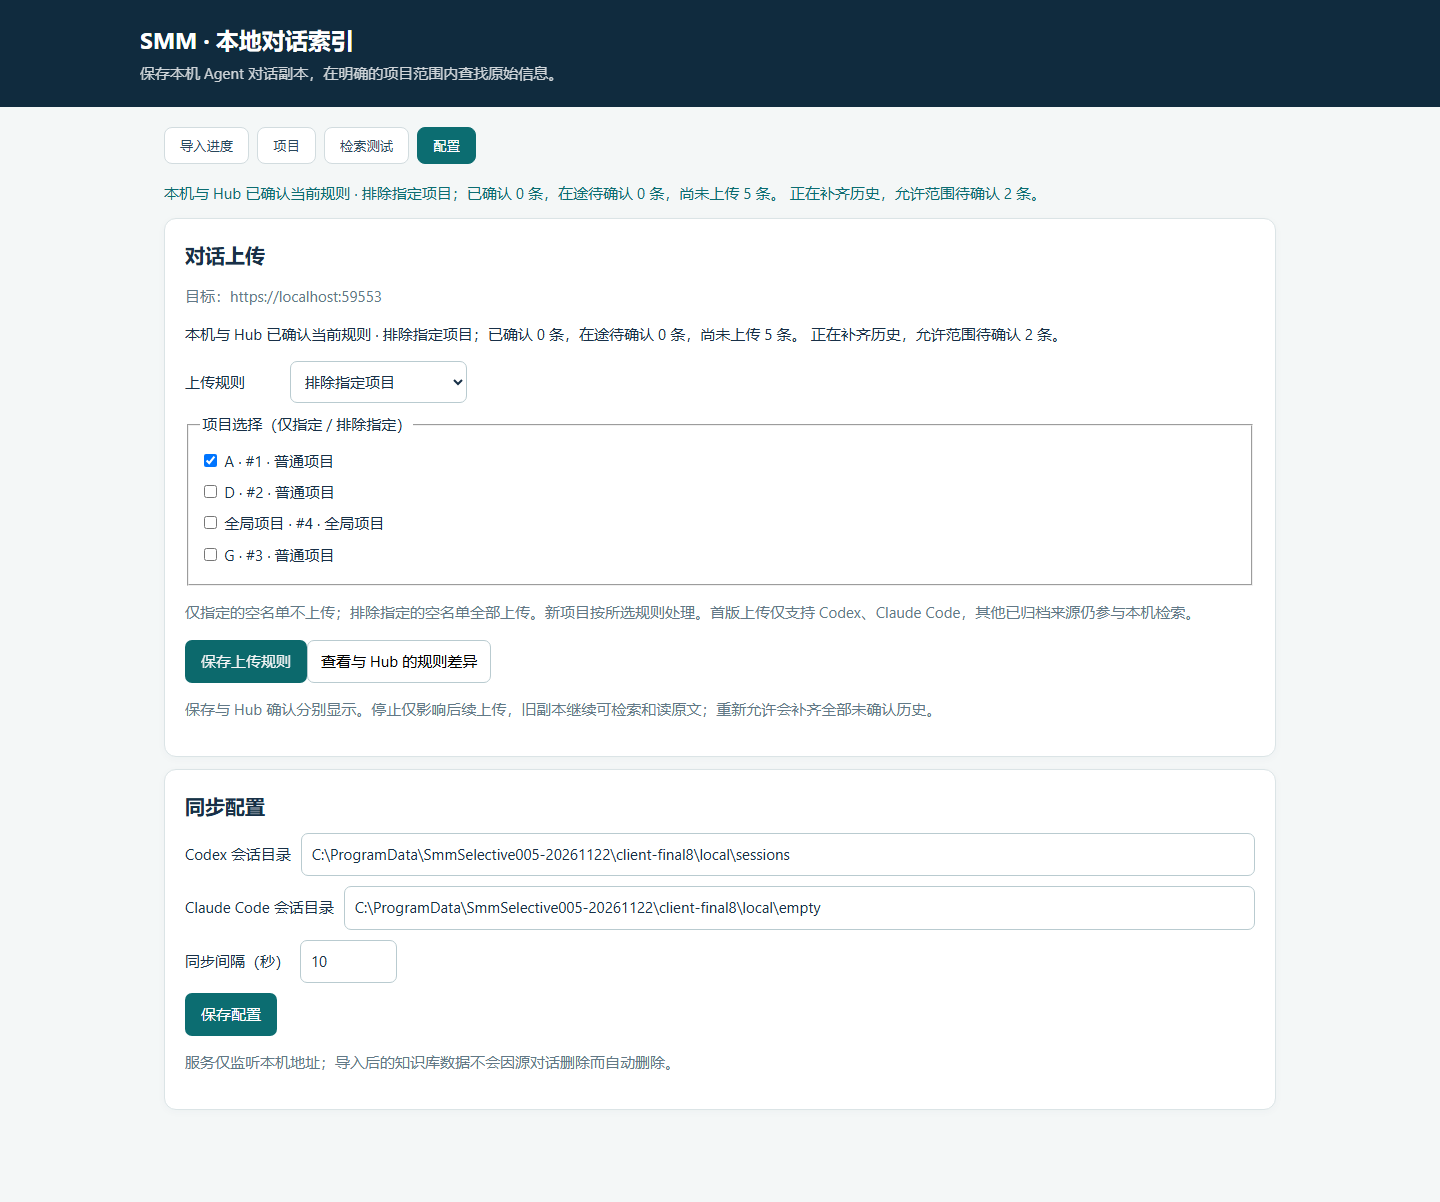 SMM · 本地对话索引
保存本机 Agent 对话副本，在明确的项目范围内查找原始信息。
导入进度 项目 检索测试 配置
本机与 Hub 已确认当前规则 · 排除指定项目；已确认 0 条，在途待确认 0 条，尚未上传 5 条。 正在补齐历史，允许范围待确认 2 条。
对话上传
目标：https://localhost:59553
本机与 Hub 已确认当前规则 · 排除指定项目；已确认 0 条，在途待确认 0 条，尚未上传 5 条。 正在补齐历史，允许范围待确认 2 条。
上传规则 排除指定项目
项目选择（仅指定 / 排除指定）
A · #1 · 普通项目
D · #2 · 普通项目
全局项目 · #4 · 全局项目
G · #3 · 普通项目
仅指定的空名单不上传；排除指定的空名单全部上传。新项目按所选规则处理。首版上传仅支持 Codex、Claude Code，其他已归档来源仍参与本机检索。
保存上传规则 查看与 Hub 的规则差异
保存与 Hub 确认分别显示。停止仅影响后续上传，旧副本继续可检索和读原文；重新允许会补齐全部未确认历史。
同步配置
Codex 会话目录 C:\ProgramData\SmmSelective005-20261122\client-final8\local\sessions
Claude Code 会话目录 C:\ProgramData\SmmSelective005-20261122\client-final8\local\empty
同步间隔（秒） 10
保存配置
服务仅监听本机地址；导入后的知识库数据不会因源对话删除而自动删除。